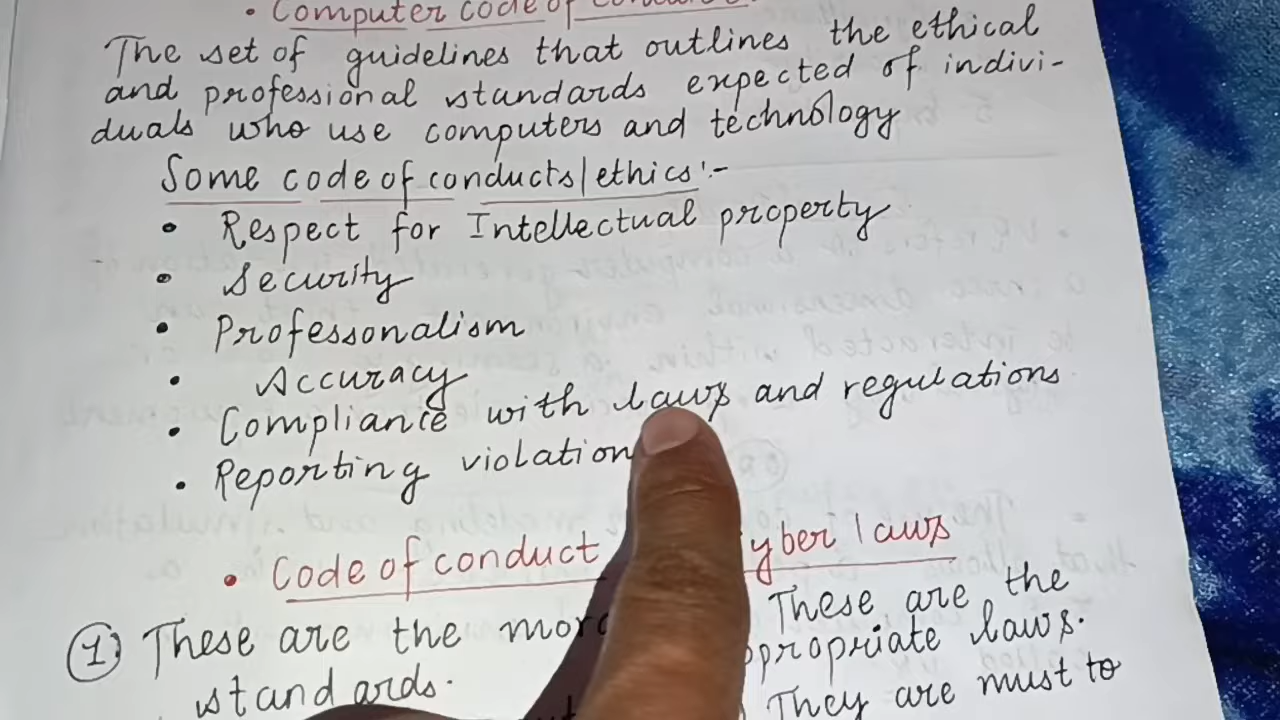 • Computer code of
The set of guidelines that outlines the ethical
and professional standards expected of indivi-
duals who use computers and technology
Some code of conducts/ethics:-
• Respect for Intellectual property
• Security
• Professonalism
• Accuracy
• Compliance with laws and regulations
• Reporting violation
• Code of conduct yber laws
① These are the These are the
standards. propriate laws.
They are must to